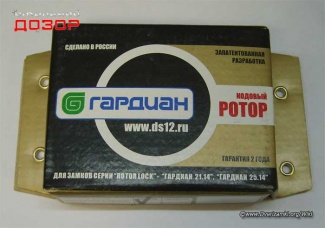 ДОЗОР
СДЕЛАНО В РОССИИ
ЗАПАТЕНТОВАННАЯ
РАЗРАБОТКА
ГАРДИАН
www.ds12.ru
КОДОВЫЙ
РОТОР
ГАРАНТИЯ 2 ГОДА
ДЛЯ ЗАМКОВ СЕРИИ "ROTOR LOCK" - "ГАРДИАН 21.14", "ГАРДИАН 25.14"